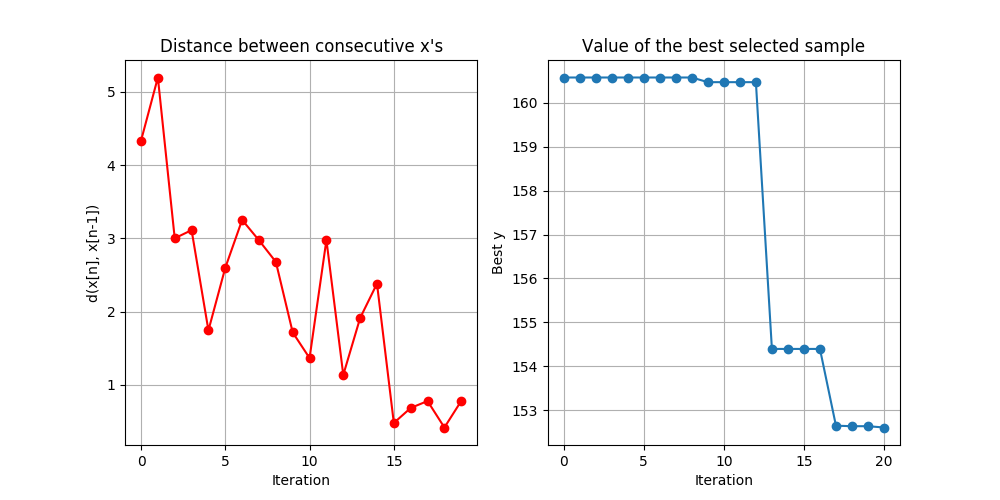 Distance between consecutive x's
d(x[n], x[n-1])
5
4
3
2
1
0 5 10 15
Iteration
Value of the best selected sample
Best y
160
159
158
157
156
155
154
153
0 5 10 15 20
Iteration